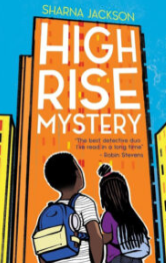 SHARNA JACKSON
HIGH
RISE
MYSTERY
'The best detective duo
I've read in a long time'
- Robin Stevens